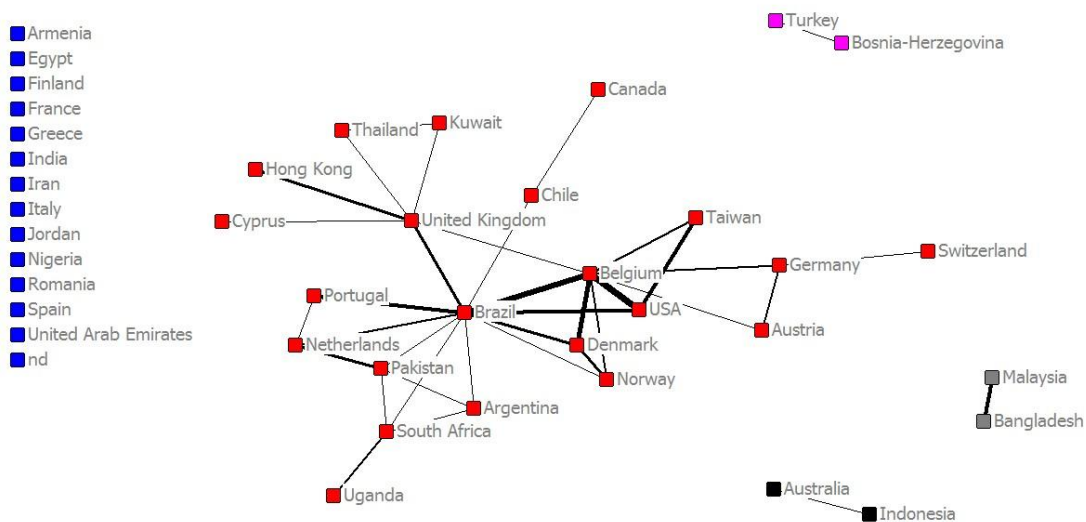 Armenia
Egypt
Finland
France
Greece
India
Iran
Italy
Jordan
Nigeria
Romania
Spain
United Arab Emirates
nd
Turkey
Bosnia-Herzegovina
Canada
Kuwait
Thailand
Hong Kong
Chile
Cyprus
United Kingdom
Taiwan
Switzerland
Germany
Belgium
Portugal
Brazil
USA
Austria
Netherlands
Denmark
Pakistan
Norway
Malaysia
Argentina
Bangladesh
South Africa
Uganda
Australia
Indonesia